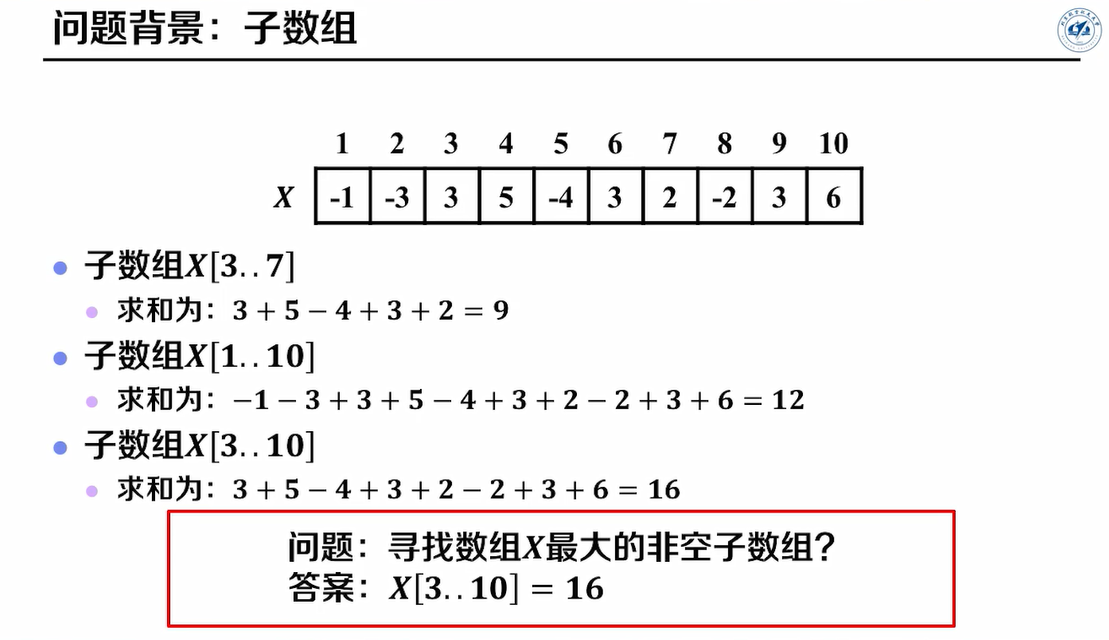 问题背景：子数组
1 2 3 4 5 6 7 8 9 10
X -1 -3 3 5 -4 3 2 -2 3 6
子数组X[3..7]
求和为：3 + 5 − 4 + 3 + 2 = 9
子数组X[1..10]
求和为：−1 − 3 + 3 + 5 − 4 + 3 + 2 − 2 + 3 + 6 = 12
子数组X[3..10]
求和为：3 + 5 − 4 + 3 + 2 − 2 + 3 + 6 = 16
问题：寻找数组X最大的非空子数组？
答案：X[3..10] = 16